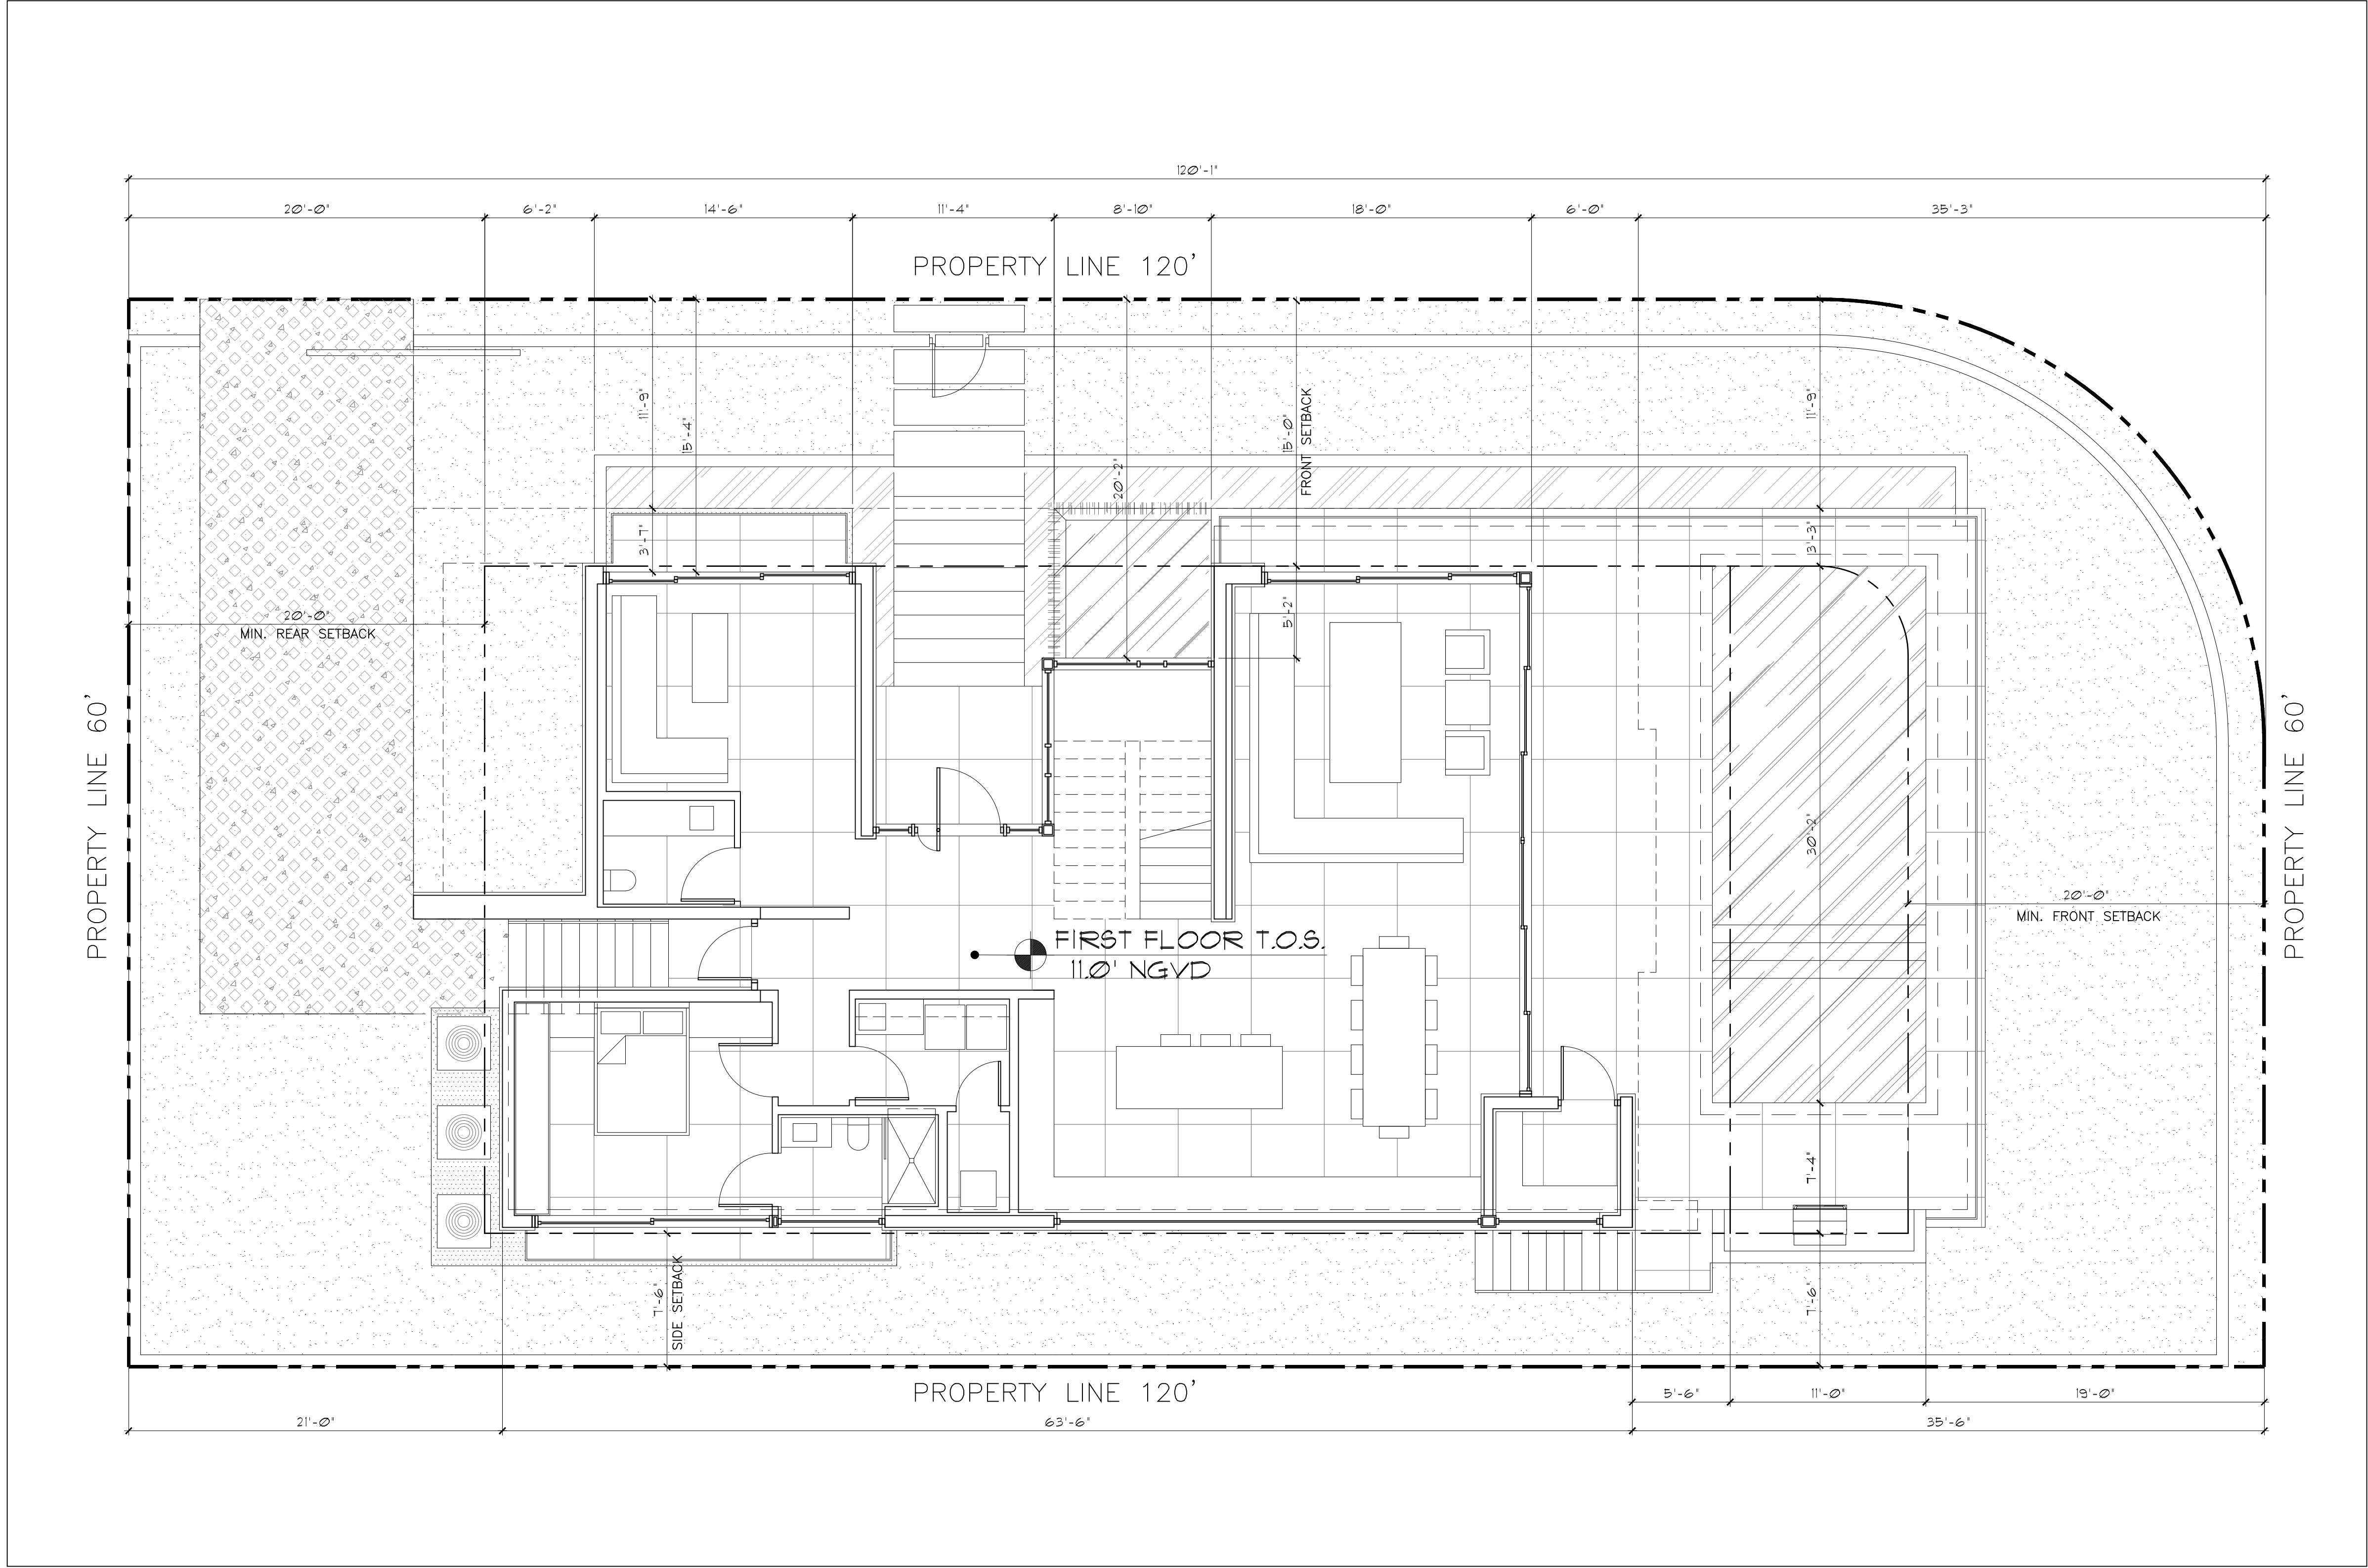 120'-1"
20'-0"
6'-2"
14'-6"
11'-4"
8'-10"
18'-0"
6'-0"
35'-3"
PROPERTY LINE 120'
11'-9"
15'-4"
20'-2"
15'-0"
FRONT SETBACK
11'-9"
3'-7"
3'-3"
5'-2"
20'-0"
MIN. REAR SETBACK
PROPERTY LINE 60'
PROPERTY LINE 60'
30'-2"
20'-0"
MIN. FRONT SETBACK
FIRST FLOOR T.O.S.
11.0' NGVD
7'-4"
7'-6"
SIDE SETBACK
7'-6"
PROPERTY LINE 120'
5'-6"
11'-0"
19'-0"
21'-0"
63'-6"
35'-6"